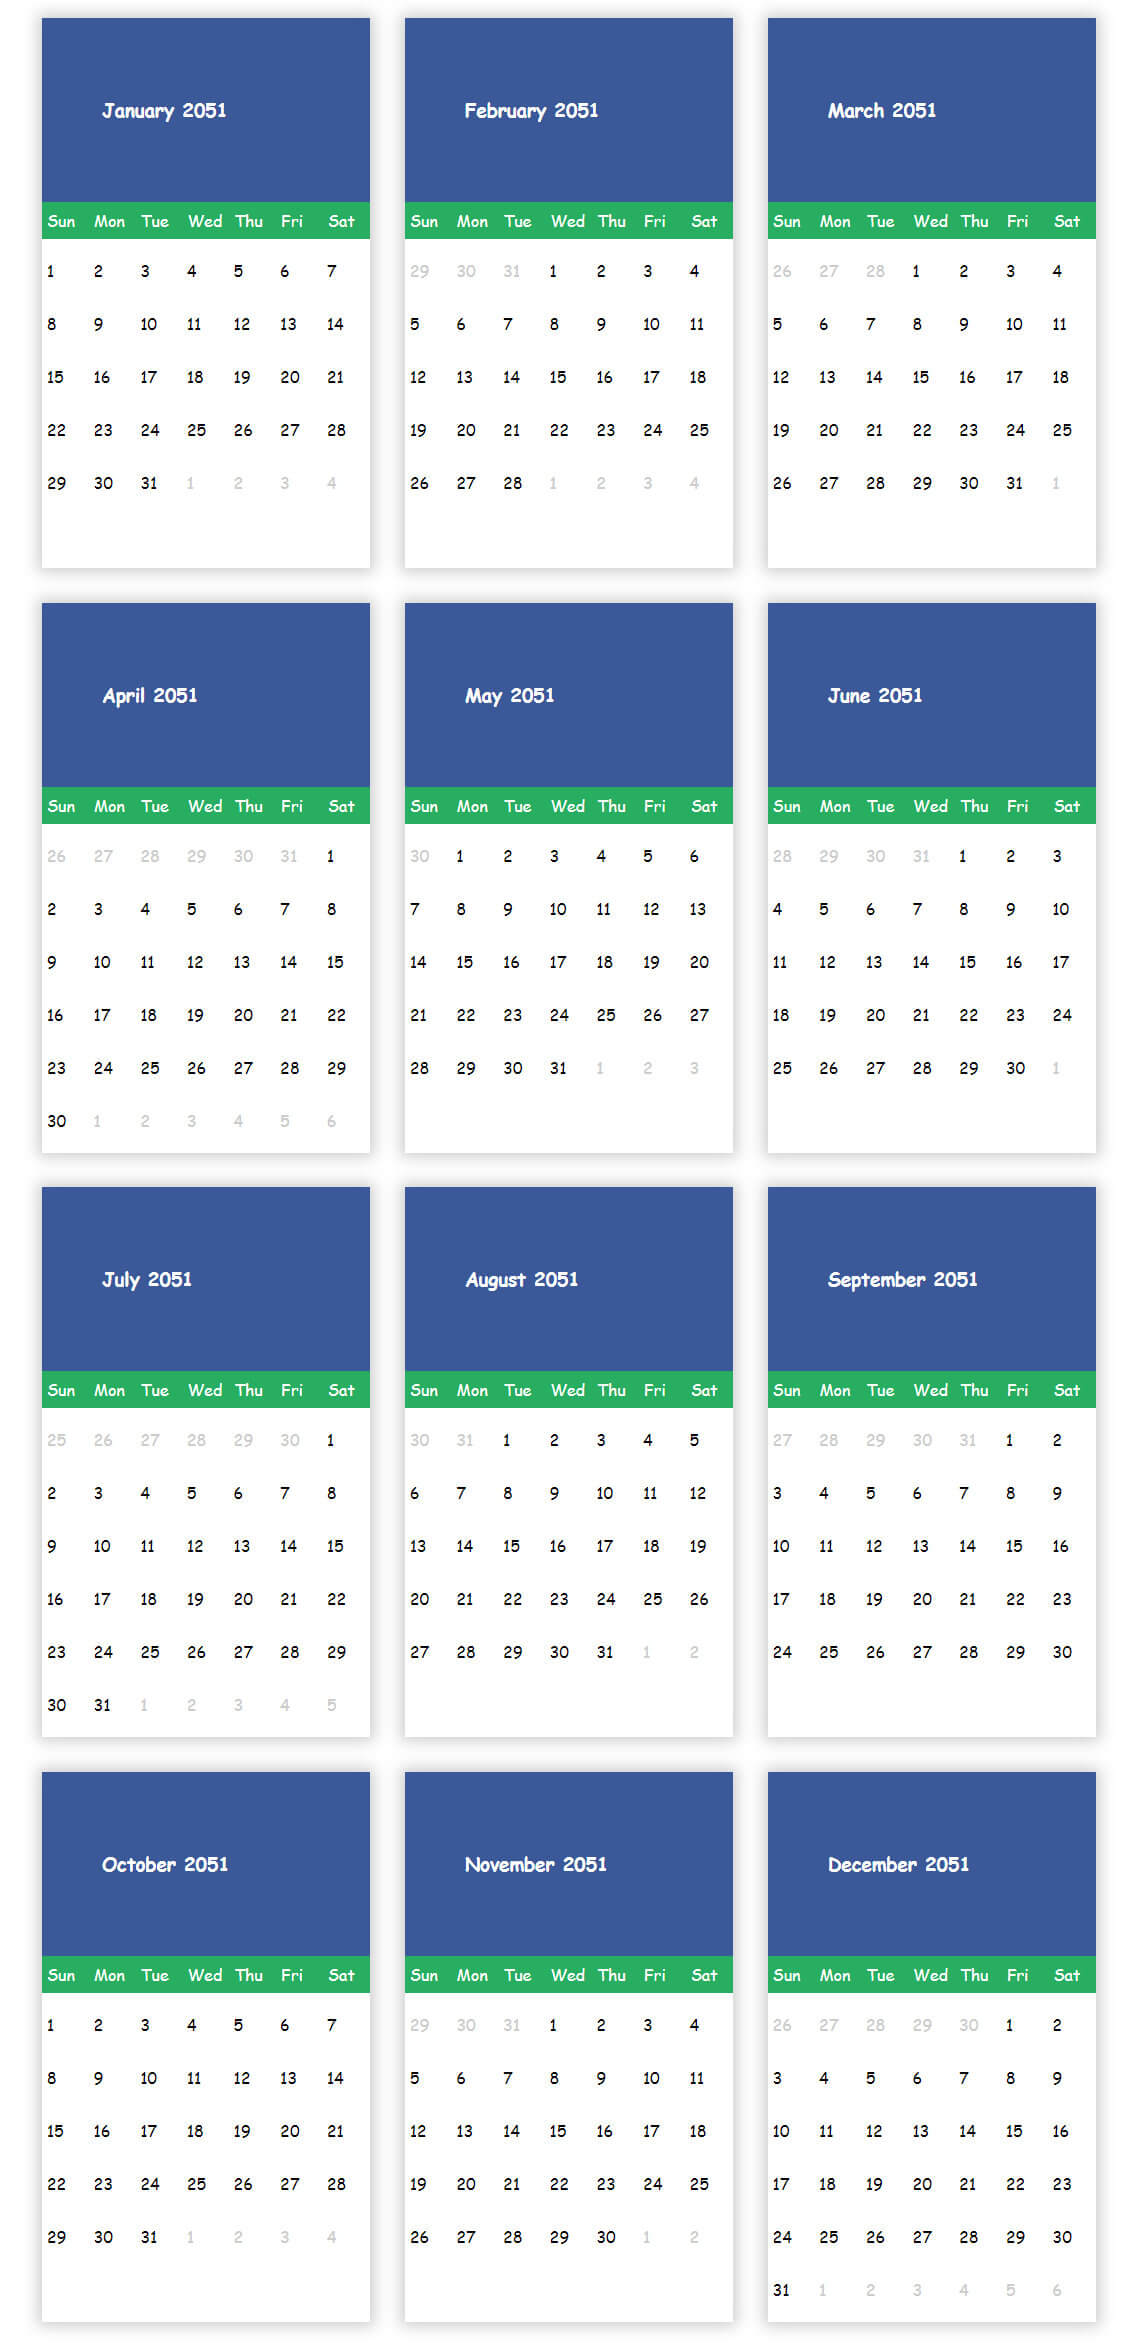 January 2051
Sun Mon Tue Wed Thu Fri Sat
1 2 3 4 5 6 7
8 9 10 11 12 13 14
15 16 17 18 19 20 21
22 23 24 25 26 27 28
29 30 31 1 2 3 4
February 2051
Sun Mon Tue Wed Thu Fri Sat
29 30 31 1 2 3 4
5 6 7 8 9 10 11
12 13 14 15 16 17 18
19 20 21 22 23 24 25
26 27 28 1 2 3 4
March 2051
Sun Mon Tue Wed Thu Fri Sat
26 27 28 1 2 3 4
5 6 7 8 9 10 11
12 13 14 15 16 17 18
19 20 21 22 23 24 25
26 27 28 29 30 31 1
April 2051
Sun Mon Tue Wed Thu Fri Sat
26 27 28 29 30 31 1
2 3 4 5 6 7 8
9 10 11 12 13 14 15
16 17 18 19 20 21 22
23 24 25 26 27 28 29
30 1 2 3 4 5 6
May 2051
Sun Mon Tue Wed Thu Fri Sat
30 1 2 3 4 5 6
7 8 9 10 11 12 13
14 15 16 17 18 19 20
21 22 23 24 25 26 27
28 29 30 31 1 2 3
June 2051
Sun Mon Tue Wed Thu Fri Sat
28 29 30 31 1 2 3
4 5 6 7 8 9 10
11 12 13 14 15 16 17
18 19 20 21 22 23 24
25 26 27 28 29 30 1
July 2051
Sun Mon Tue Wed Thu Fri Sat
25 26 27 28 29 30 1
2 3 4 5 6 7 8
9 10 11 12 13 14 15
16 17 18 19 20 21 22
23 24 25 26 27 28 29
30 31 1 2 3 4 5
August 2051
Sun Mon Tue Wed Thu Fri Sat
30 31 1 2 3 4 5
6 7 8 9 10 11 12
13 14 15 16 17 18 19
20 21 22 23 24 25 26
27 28 29 30 31 1 2
September 2051
Sun Mon Tue Wed Thu Fri Sat
27 28 29 30 31 1 2
3 4 5 6 7 8 9
10 11 12 13 14 15 16
17 18 19 20 21 22 23
24 25 26 27 28 29 30
October 2051
Sun Mon Tue Wed Thu Fri Sat
1 2 3 4 5 6 7
8 9 10 11 12 13 14
15 16 17 18 19 20 21
22 23 24 25 26 27 28
29 30 31 1 2 3 4
November 2051
Sun Mon Tue Wed Thu Fri Sat
29 30 31 1 2 3 4
5 6 7 8 9 10 11
12 13 14 15 16 17 18
19 20 21 22 23 24 25
26 27 28 29 30 1 2
December 2051
Sun Mon Tue Wed Thu Fri Sat
26 27 28 29 30 1 2
3 4 5 6 7 8 9
10 11 12 13 14 15 16
17 18 19 20 21 22 23
24 25 26 27 28 29 30
31 1 2 3 4 5 6